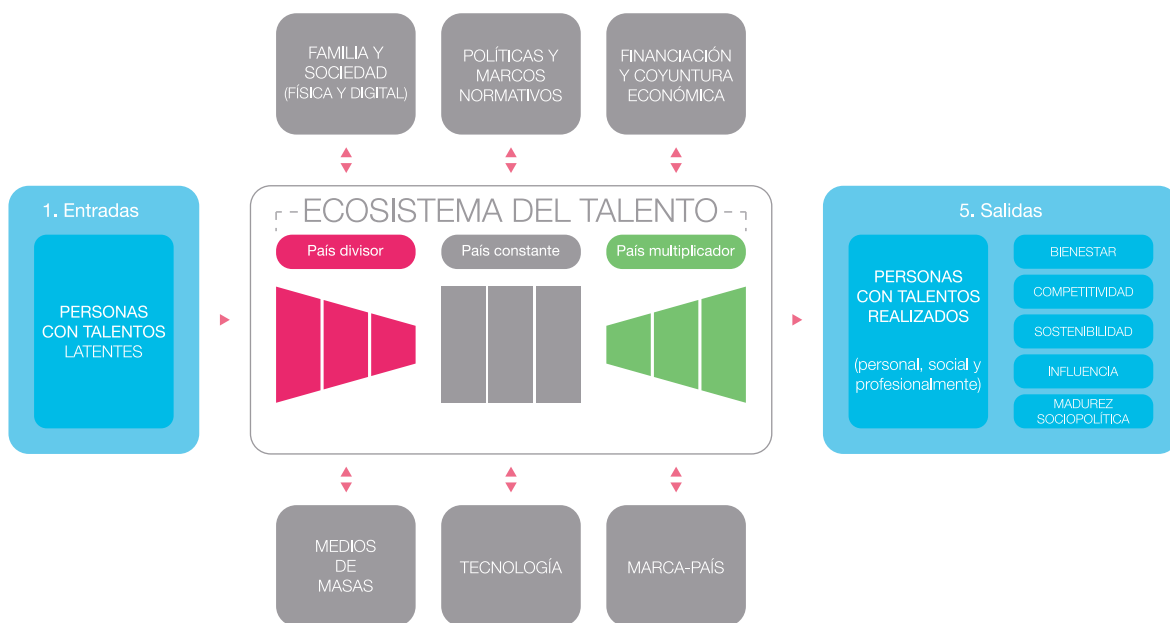 FAMILIA Y
SOCIEDAD
(FÍSICA Y DIGITAL)
POLÍTICAS Y
MARCOS
NORMATIVOS
FINANCIACIÓN
Y COYUNTURA
ECONÓMICA
1. Entradas
PERSONAS
CON TALENTOS
LATENTES
ECOSISTEMA DEL TALENTO
País divisor
País constante
País multiplicador
5. Salidas
PERSONAS
CON TALENTOS
REALIZADOS
(personal, social y
profesionalmente)
BIENESTAR
COMPETITIVIDAD
SOSTENIBILIDAD
INFLUENCIA
MADUREZ
SOCIOPOLÍTICA
MEDIOS
DE
MASAS
TECNOLOGÍA
MARCA-PAÍS